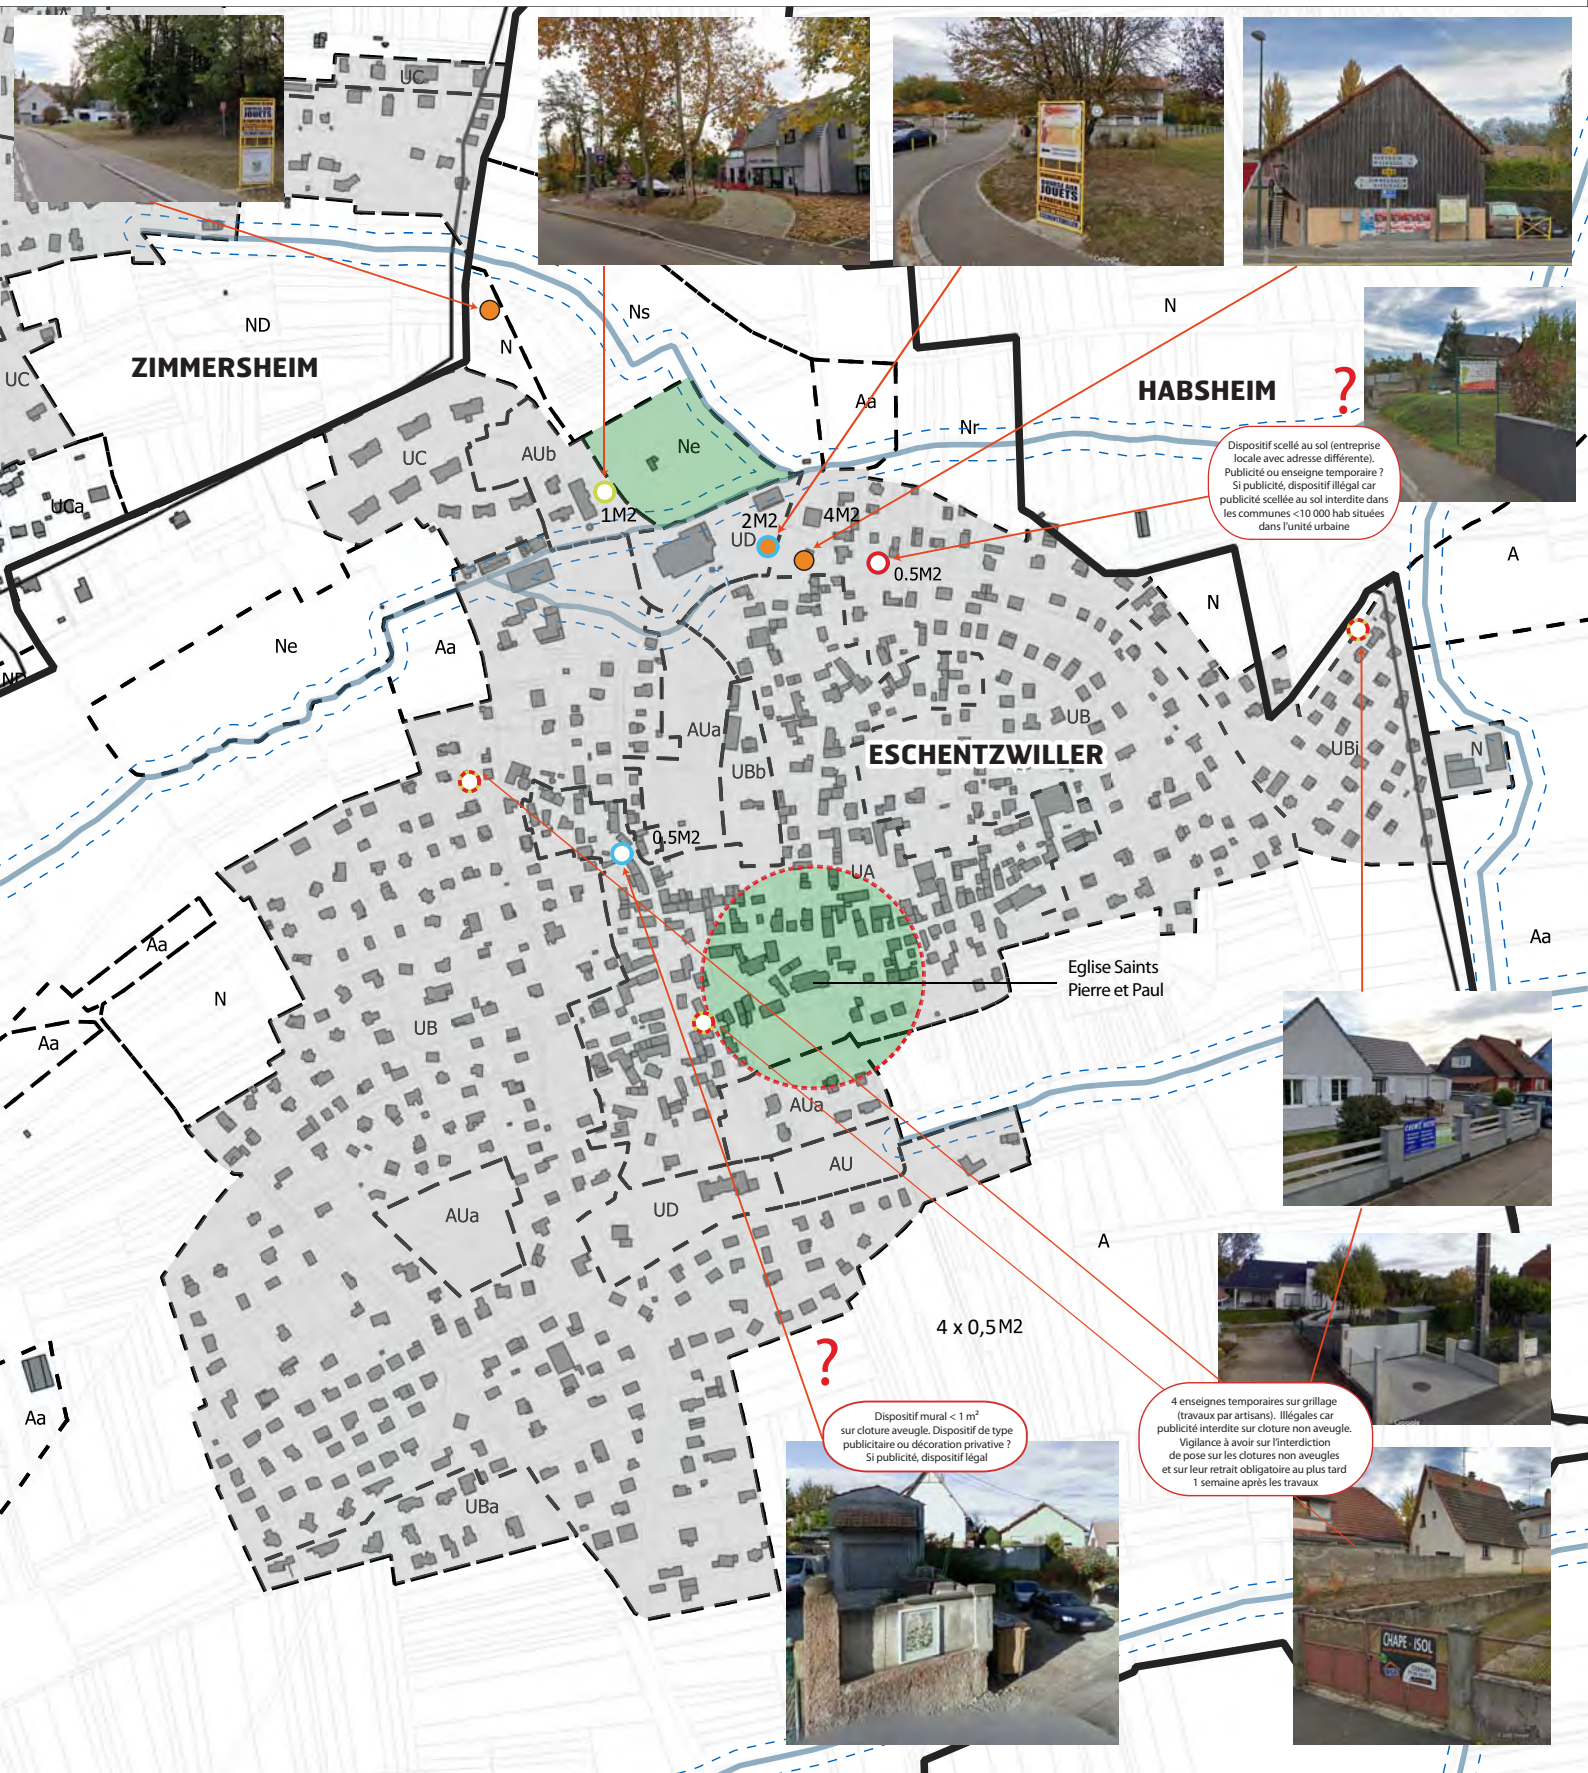 UC
JOUETS
JOUETS
ESCHENTZWILLER
Google
Ns
N
ND
N
ZIMMERSHEIM
UC
HABSHEIM
?
Aa
Nr
Dispositif scellé au sol (entreprise
locale avec adresse différente).
Publicité ou enseigne temporaire ?
Si publicité, dispositif illégal car
publicité scellée au sol interdite dans
les communes <10 000 hab situées
dans l'unité urbaine
Ne
UC
AUb
UCa
1M2
2M2
4M2
UD
0.5M2
A
N
Ne
Aa
AUa
UB
UBi
N
ESCHENTZWILLER
UBb
0.5M2
UA
Aa
Aa
N
Eglise Saints
Pierre et Paul
UB
Aa
AUa
AU
UD
AUa
A
4 x 0,5M2
?
Aa
4 enseignes temporaires sur grillage
(travaux par artisans). Illégales car
publicité interdite sur cloture non aveugle.
Vigilance à avoir sur l'interdiction
de pose sur les clotures non aveugles
et sur leur retrait obligatoire au plus tard
1 semaine après les travaux
Dispositif mural < 1 m²
sur cloture aveugle. Dispositif de type
publicitaire ou décoration privative ?
Si publicité, dispositif légal
UBa
CHAPE - ISOL